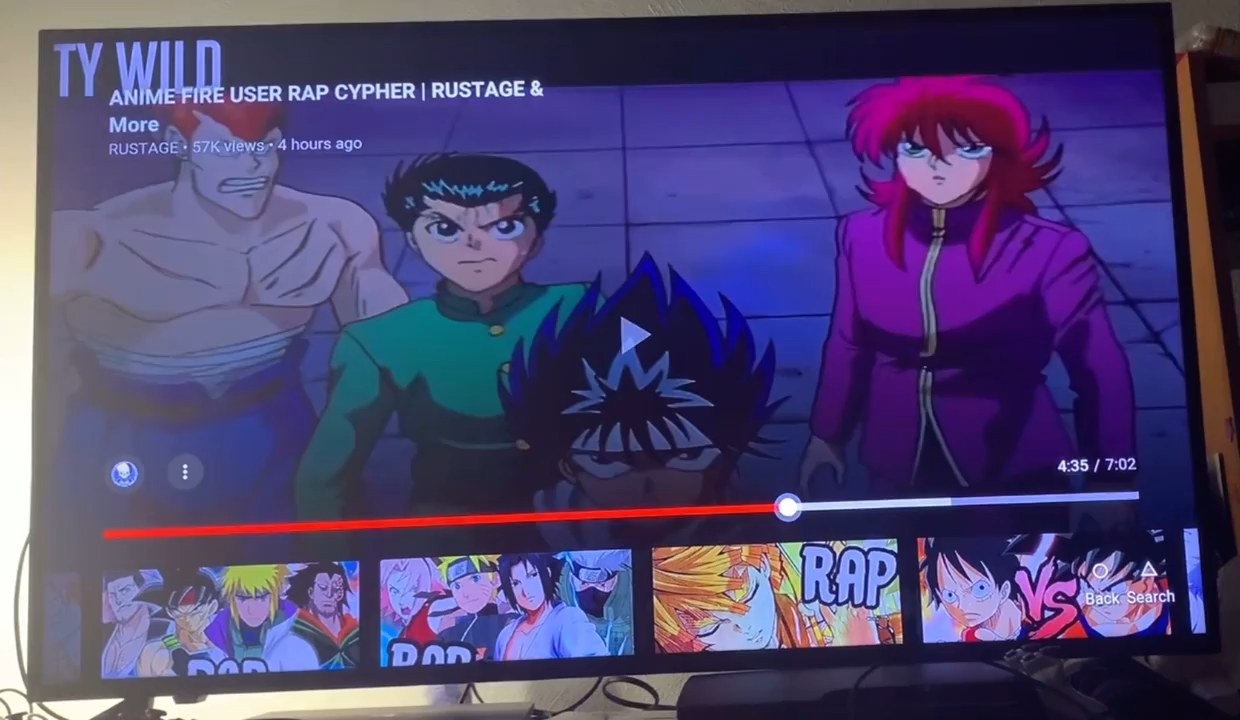 TY WILD
ANIME FIRE USER RAP CYPHER | RUSTAGE &
More
RUSTAGE • 57K views • 4 hours ago
4:35 / 7:02
RAP
RAP
RAP
VS
Back Search